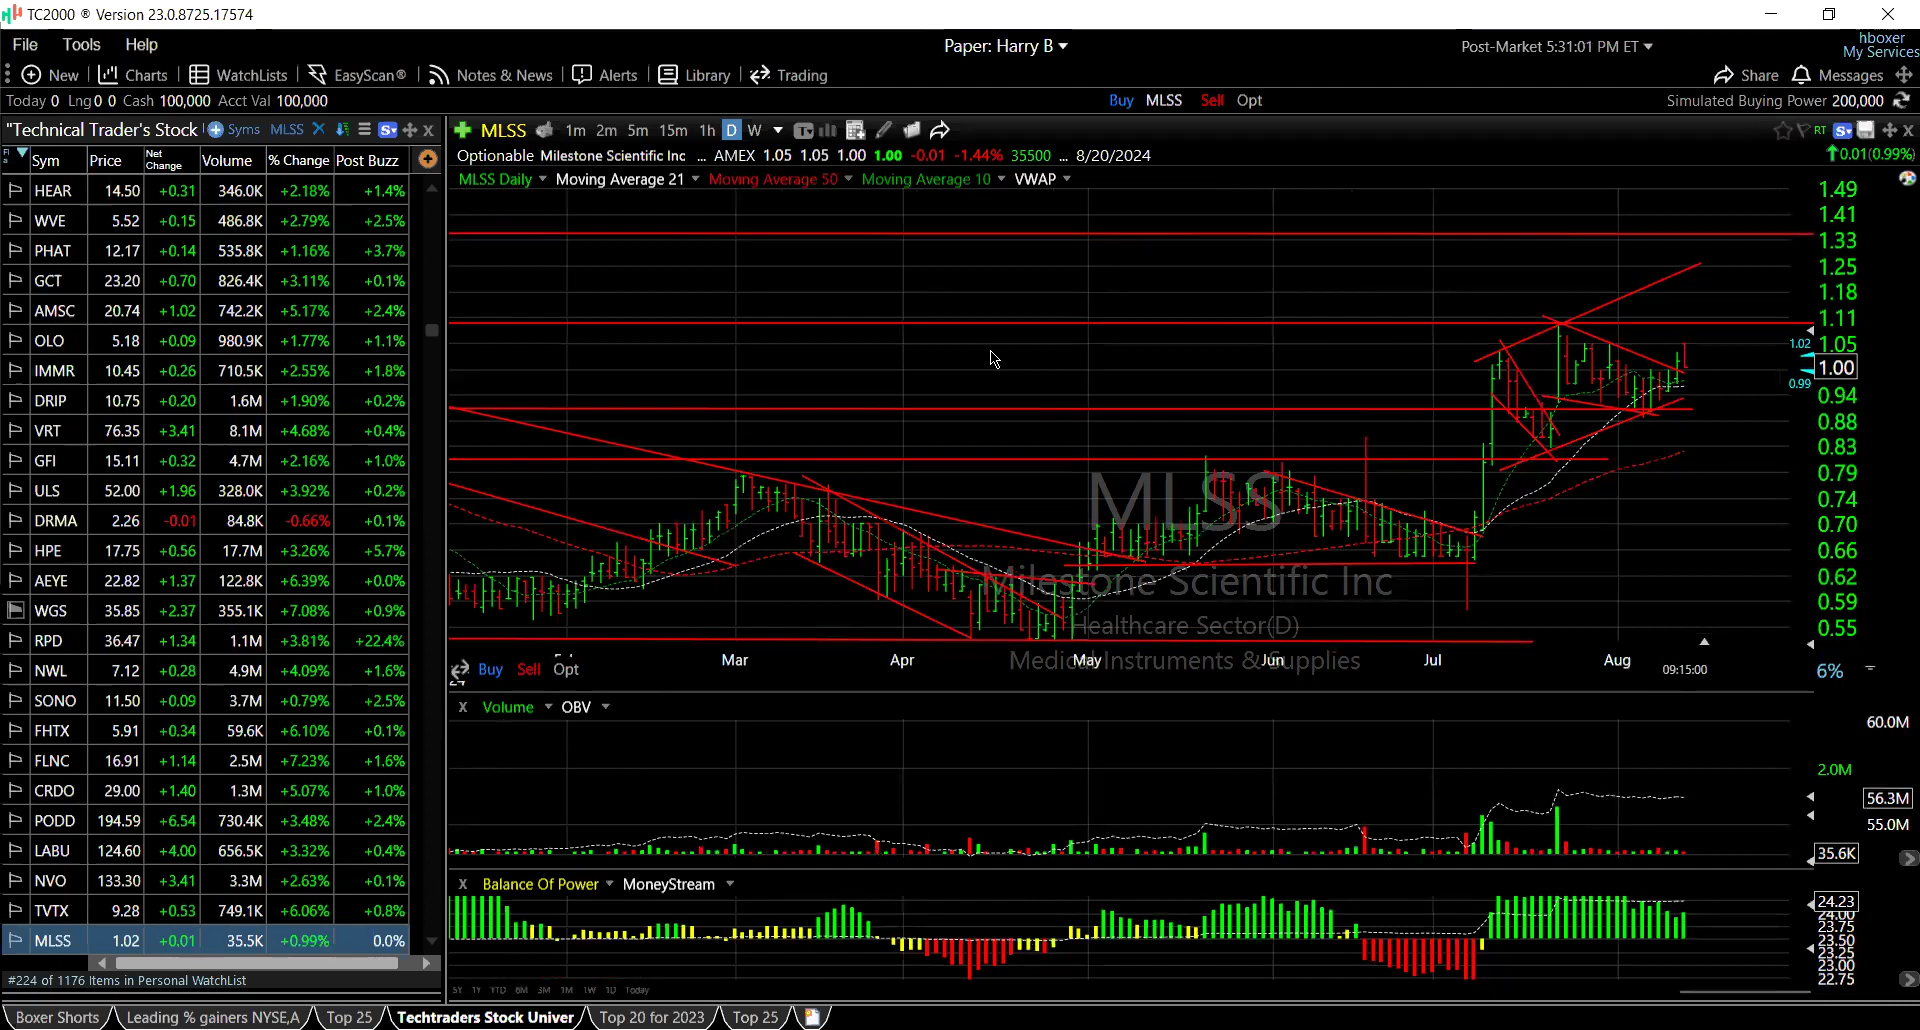 TC2000 ® Version 23.0.8725.17574
File Tools Help
Paper: Harry B
Post-Market 5:31:01 PM ET
hboxer
My Services
New Charts WatchLists EasyScan® Notes & News Alerts Library Trading
Share Messages
Today 0 Lng 0 0 Cash 100,000 Acct Val 100,000
Buy MLSS Sell Opt
Simulated Buying Power 200,000
"Technical Trader's Stock Syms MLSS
Sym Price Net Change Volume % Change Post Buzz
HEAR 14.50 +0.31 346.0K +2.18% +1.4%
WVE 5.52 +0.15 486.8K +2.79% +2.5%
PHAT 12.17 +0.14 535.8K +1.16% +3.7%
GCT 23.20 +0.70 826.4K +3.11% +0.1%
AMSC 20.74 +1.02 742.2K +5.17% +2.4%
OLO 5.18 +0.09 980.9K +1.77% +1.1%
IMMR 10.45 +0.26 710.5K +2.55% +1.8%
DRIP 10.75 +0.20 1.6M +1.90% +0.2%
VRT 76.35 +3.41 8.1M +4.68% +0.4%
GFI 15.11 +0.32 4.7M +2.16% +1.0%
ULS 52.00 +1.96 328.0K +3.92% +0.2%
DRMA 2.26 -0.01 84.8K -0.66% +0.1%
HPE 17.75 +0.56 17.7M +3.26% +5.7%
AEYE 22.82 +1.37 122.8K +6.39% +0.0%
WGS 35.85 +2.37 355.1K +7.08% +0.9%
RPD 36.47 +1.34 1.1M +3.81% +22.4%
NWL 7.12 +0.28 4.9M +4.09% +1.6%
SONO 11.50 +0.09 3.7M +0.79% +2.5%
FHTX 5.91 +0.34 59.6K +6.10% +0.1%
FLNC 16.91 +1.14 2.5M +7.23% +1.6%
CRDO 29.00 +1.40 1.3M +5.07% +1.0%
PODD 194.59 +6.54 730.4K +3.48% +2.4%
LABU 124.60 +4.00 656.5K +3.32% +0.4%
NVO 133.30 +3.41 3.3M +2.63% +0.1%
TVTX 9.28 +0.53 749.1K +6.06% +0.8%
MLSS 1.02 +0.01 35.5K +0.99% 0.0%
#224 of 1176 Items in Personal WatchList
MLSS 1m 2m 5m 15m 1h D W
RT
Optionable Milestone Scientific Inc ... AMEX 1.05 1.05 1.00 1.00 -0.01 -1.44% 35500 ... 8/20/2024
0.01(0.99%)
MLSS Daily Moving Average 21 Moving Average 50 Moving Average 10 VWAP
1.49
1.41
1.33
1.25
1.18
1.11
1.02 1.05
1.00
0.99
0.94
0.88
0.83
0.79
0.74
0.70
0.66
0.62
0.59
0.55
MLSS
Milestone Scientific Inc
Healthcare Sector(D)
Medical Instruments & Supplies
Mar Apr May Jun Jul Aug
09:15:00
6%
Buy Sell Opt
X Volume OBV
60.0M
2.0M
56.3M
55.0M
35.6K
X Balance Of Power MoneyStream
24.23
24.00
23.75
23.50
23.25
23.00
22.75
5Y 1Y YTD 6M 3M 1M 1W 1D Today
Boxer Shorts Leading % gainers NYSE,A Top 25 Techtraders Stock Univer Top 20 for 2023 Top 25